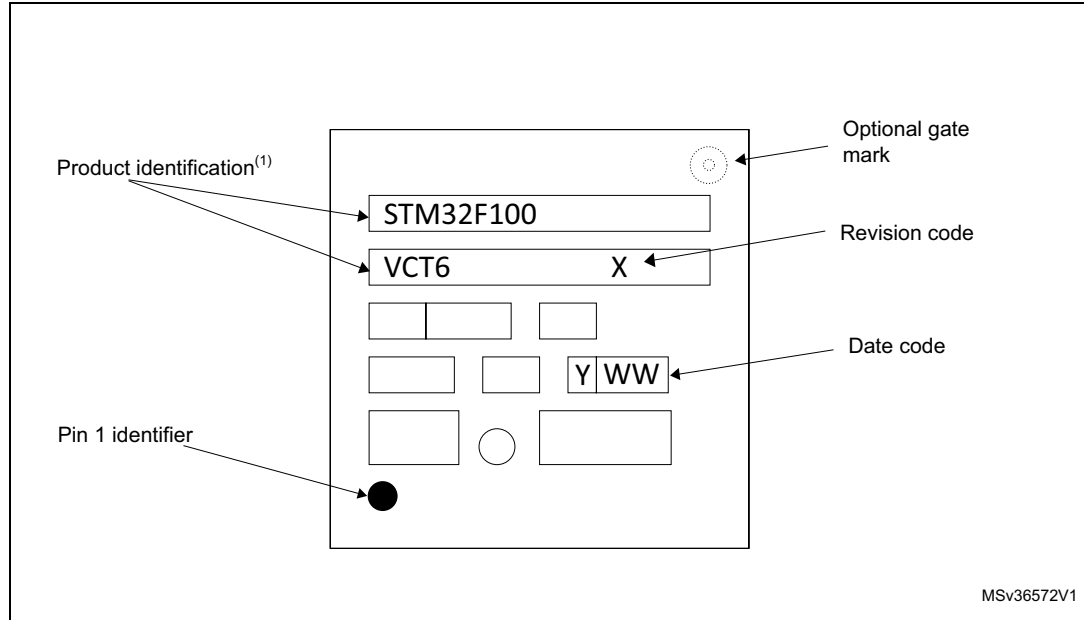 Optional gate
mark
Product identification(1)
STM32F100
Revision code
VCT6 X
Date code
Y WW
Pin 1 identifier
MSv36572V1